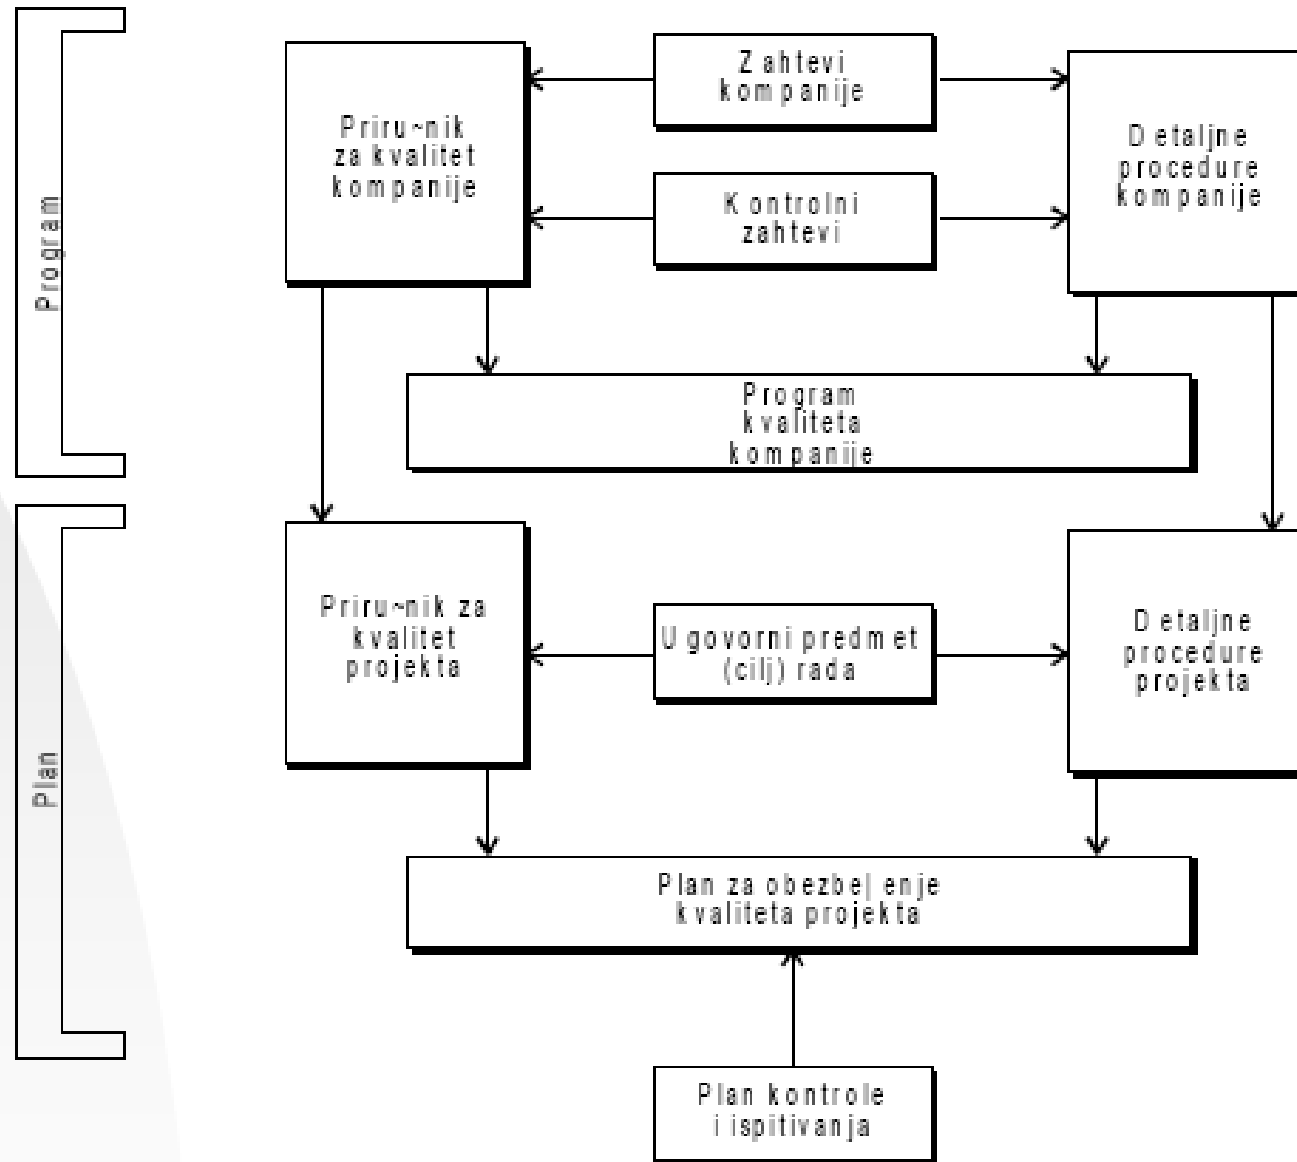 Program
Zahtevi
kompanije
Priru~nik
za kvalitet
kompanije
Detaljne
procedure
kompanije
Kontrolni
zahtevi
Program
kvaliteta
kompanije
Plan
Priru~nik za
kvalitet
projekta
Ugovorni predmet
(cilj) rada
Detaljne
procedure
projekta
Plan za obezbe|enje
kvaliteta projekta
Plan kontrole
i ispitivanja